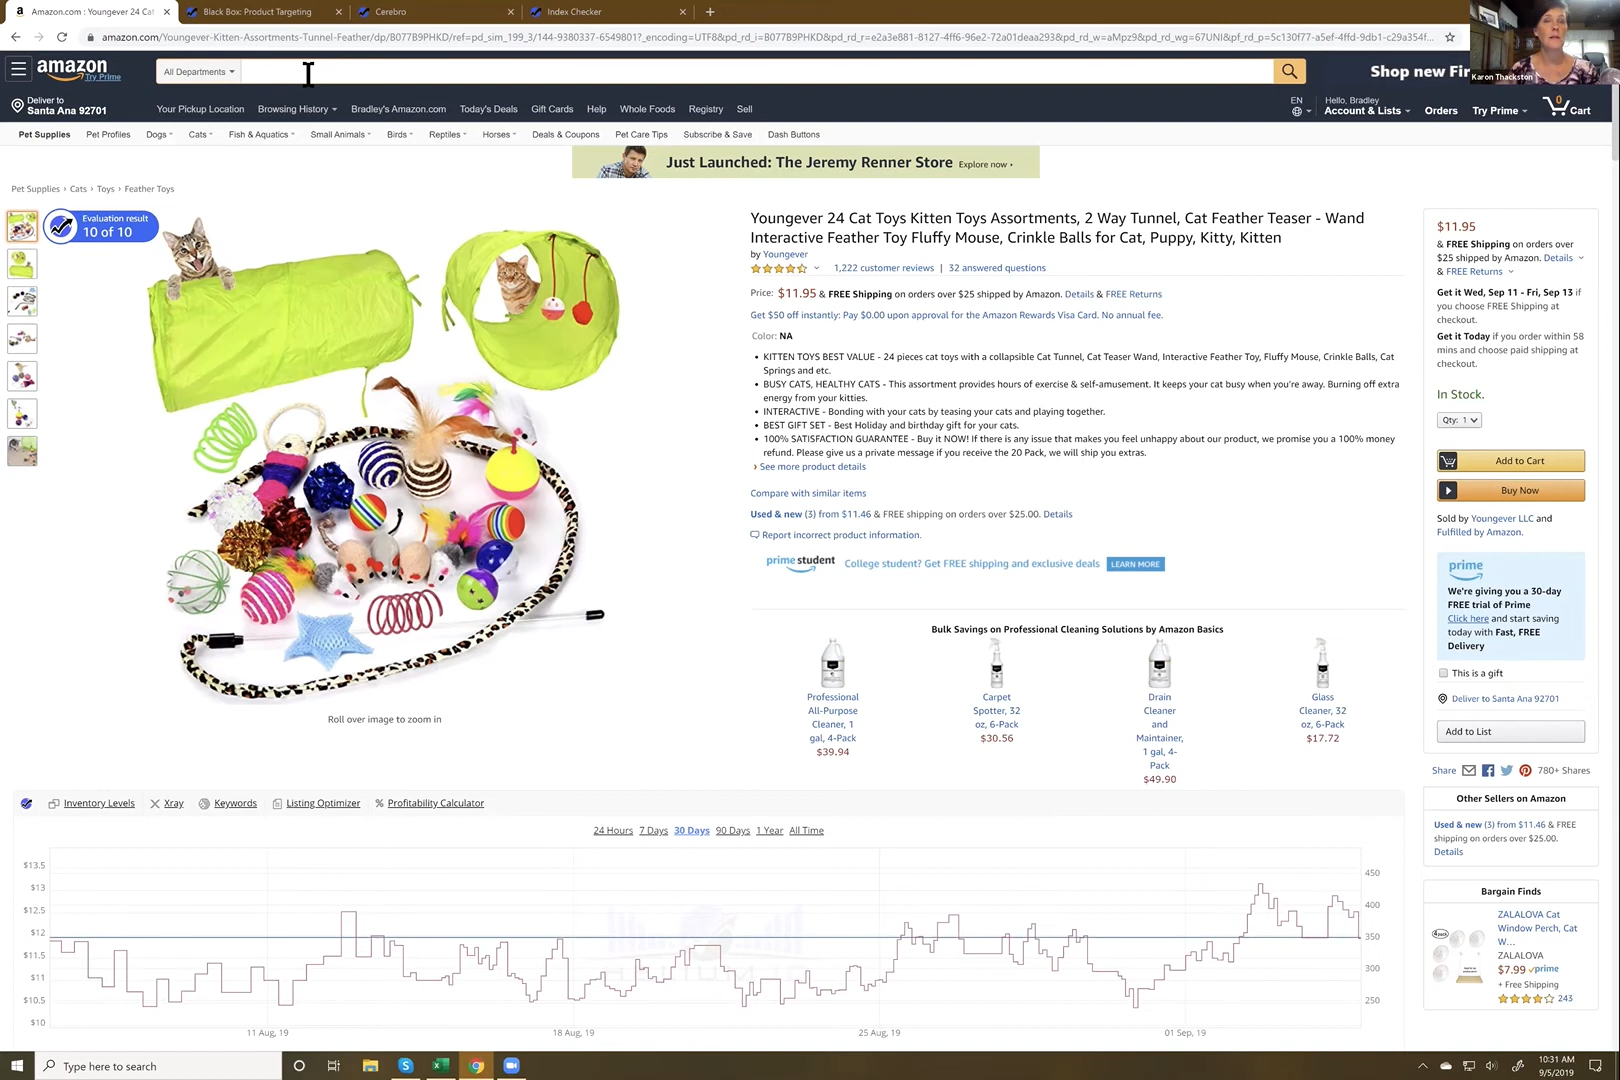 Amazon.com : Youngever 24 Cat
Black Box: Product Targeting
Cerebro
Index Checker
amazon.com/Youngever-Kitten-Assortments-Tunnel-Feather/dp/B077B9PHKD/ref=pd_sim_199_3/144-9380337-6549801?_encoding=UTF8&pd_rd_i=B077B9PHKD&pd_rd_r=e2a3e881-8127-4ff6-96e2-72a01deaa293&pd_rd_w=aMpz9&pd_rd_wg=67UNI&pf_rd_p=5c130f77-a5ef-4ffd-9db1-c29a354f...
Karon Thackston
amazon
Try Prime
All Departments
Shop new Fir
Deliver to
Santa Ana 92701
Your Pickup Location
Browsing History
Bradley's Amazon.com
Today's Deals
Gift Cards
Help
Whole Foods
Registry
Sell
EN
Hello, Bradley
Account & Lists
Orders
Try Prime
0
Cart
Pet Supplies
Pet Profiles
Dogs
Cats
Fish & Aquatics
Small Animals
Birds
Reptiles
Horses
Deals & Coupons
Pet Care Tips
Subscribe & Save
Dash Buttons
Just Launched: The Jeremy Renner Store Explore now ›
Pet Supplies › Cats › Toys › Feather Toys
Evaluation result
10 of 10
Roll over image to zoom in
Youngever 24 Cat Toys Kitten Toys Assortments, 2 Way Tunnel, Cat Feather Teaser - Wand
Interactive Feather Toy Fluffy Mouse, Crinkle Balls for Cat, Puppy, Kitty, Kitten
by Youngever
1,222 customer reviews | 32 answered questions
Price: $11.95 & FREE Shipping on orders over $25 shipped by Amazon. Details & FREE Returns
Get $50 off instantly: Pay $0.00 upon approval for the Amazon Rewards Visa Card. No annual fee.
Color: NA
• KITTEN TOYS BEST VALUE - 24 pieces cat toys with a collapsible Cat Tunnel, Cat Teaser Wand, Interactive Feather Toy, Fluffy Mouse, Crinkle Balls, Cat
Springs and etc.
• BUSY CATS, HEALTHY CATS - This assortment provides hours of exercise & self-amusement. It keeps your cat busy when you're away. Burning off extra
energy from your kitties.
• INTERACTIVE - Bonding with your cats by teasing your cats and playing together.
• BEST GIFT SET - Best Holiday and birthday gift for your cats.
• 100% SATISFACTION GUARANTEE - Buy it NOW! If there is any issue that makes you feel unhappy about our product, we promise you a 100% money
refund. Please give us a private message if you receive the 20 Pack, we will ship you extras.
› See more product details
Compare with similar items
Used & new (3) from $11.46 & FREE shipping on orders over $25.00. Details
Report incorrect product information.
prime student College student? Get FREE shipping and exclusive deals LEARN MORE
Bulk Savings on Professional Cleaning Solutions by Amazon Basics
Professional
All-Purpose
Cleaner, 1
gal, 4-Pack
$39.94
Carpet
Spotter, 32
oz, 6-Pack
$30.56
Drain
Cleaner
and
Maintainer,
1 gal, 4-
Pack
$49.90
Glass
Cleaner, 32
oz, 6-Pack
$17.72
$11.95
& FREE Shipping on orders over
$25 shipped by Amazon. Details
& FREE Returns
Get it Wed, Sep 11 - Fri, Sep 13 if
you choose FREE Shipping at
checkout.
Get it Today if you order within 58
mins and choose paid shipping at
checkout.
In Stock.
Qty: 1
Add to Cart
Buy Now
Sold by Youngever LLC and
Fulfilled by Amazon.
prime
We're giving you a 30-day
FREE trial of Prime
Click here and start saving
today with Fast, FREE
Delivery
This is a gift
Deliver to Santa Ana 92701
Add to List
Share
780+ Shares
Other Sellers on Amazon
Used & new (3) from $11.46 & FREE
shipping on orders over $25.00.
Details
Bargain Finds
ZALALOVA Cat
Window Perch, Cat
W...
ZALALOVA
$7.99 prime
+ Free Shipping
243
Inventory Levels
Xray
Keywords
Listing Optimizer
% Profitability Calculator
24 Hours 7 Days 30 Days 90 Days 1 Year All Time
$13.5
$13
$12.5
$12
$11.5
$11
$10.5
$10
450
400
350
300
250
11 Aug, 19
18 Aug, 19
25 Aug, 19
01 Sep, 19
Type here to search
10:31 AM
9/5/2019